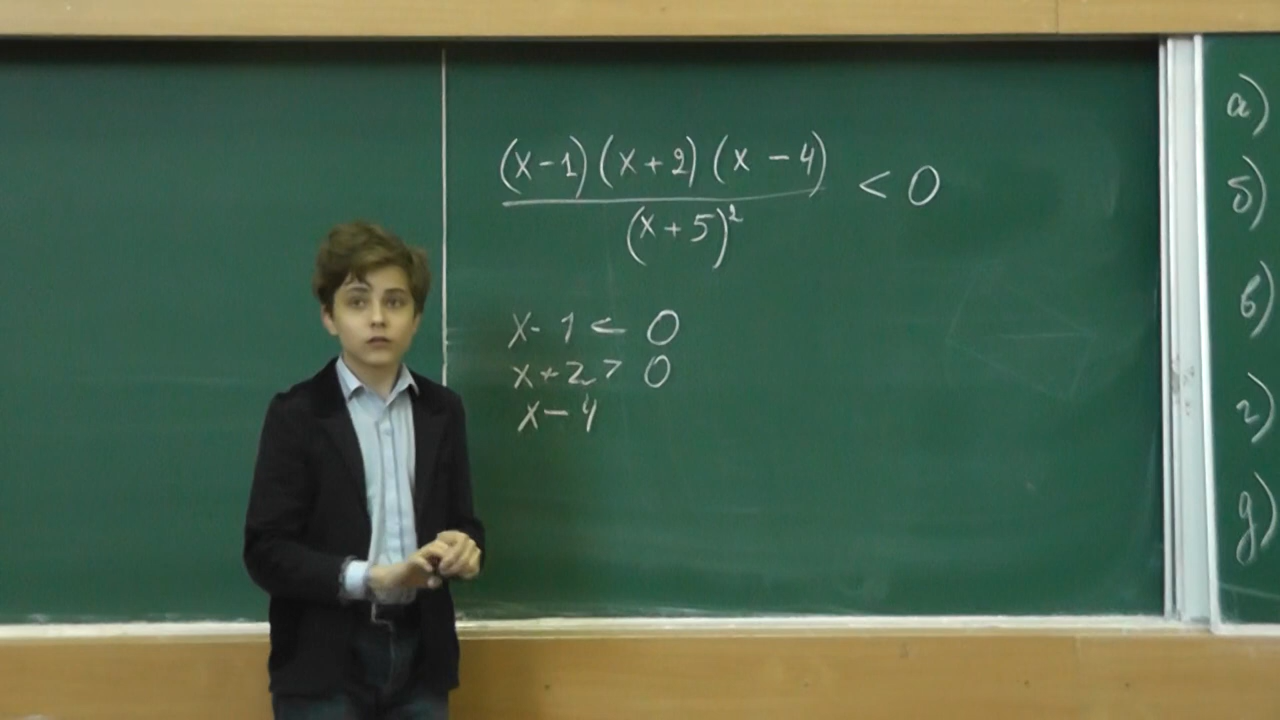 (x-1)(x+2)(x-4)
(x+5)² < 0
x-1 < 0
x+2 > 0
x-4
а)
б)
в)
г)
д)